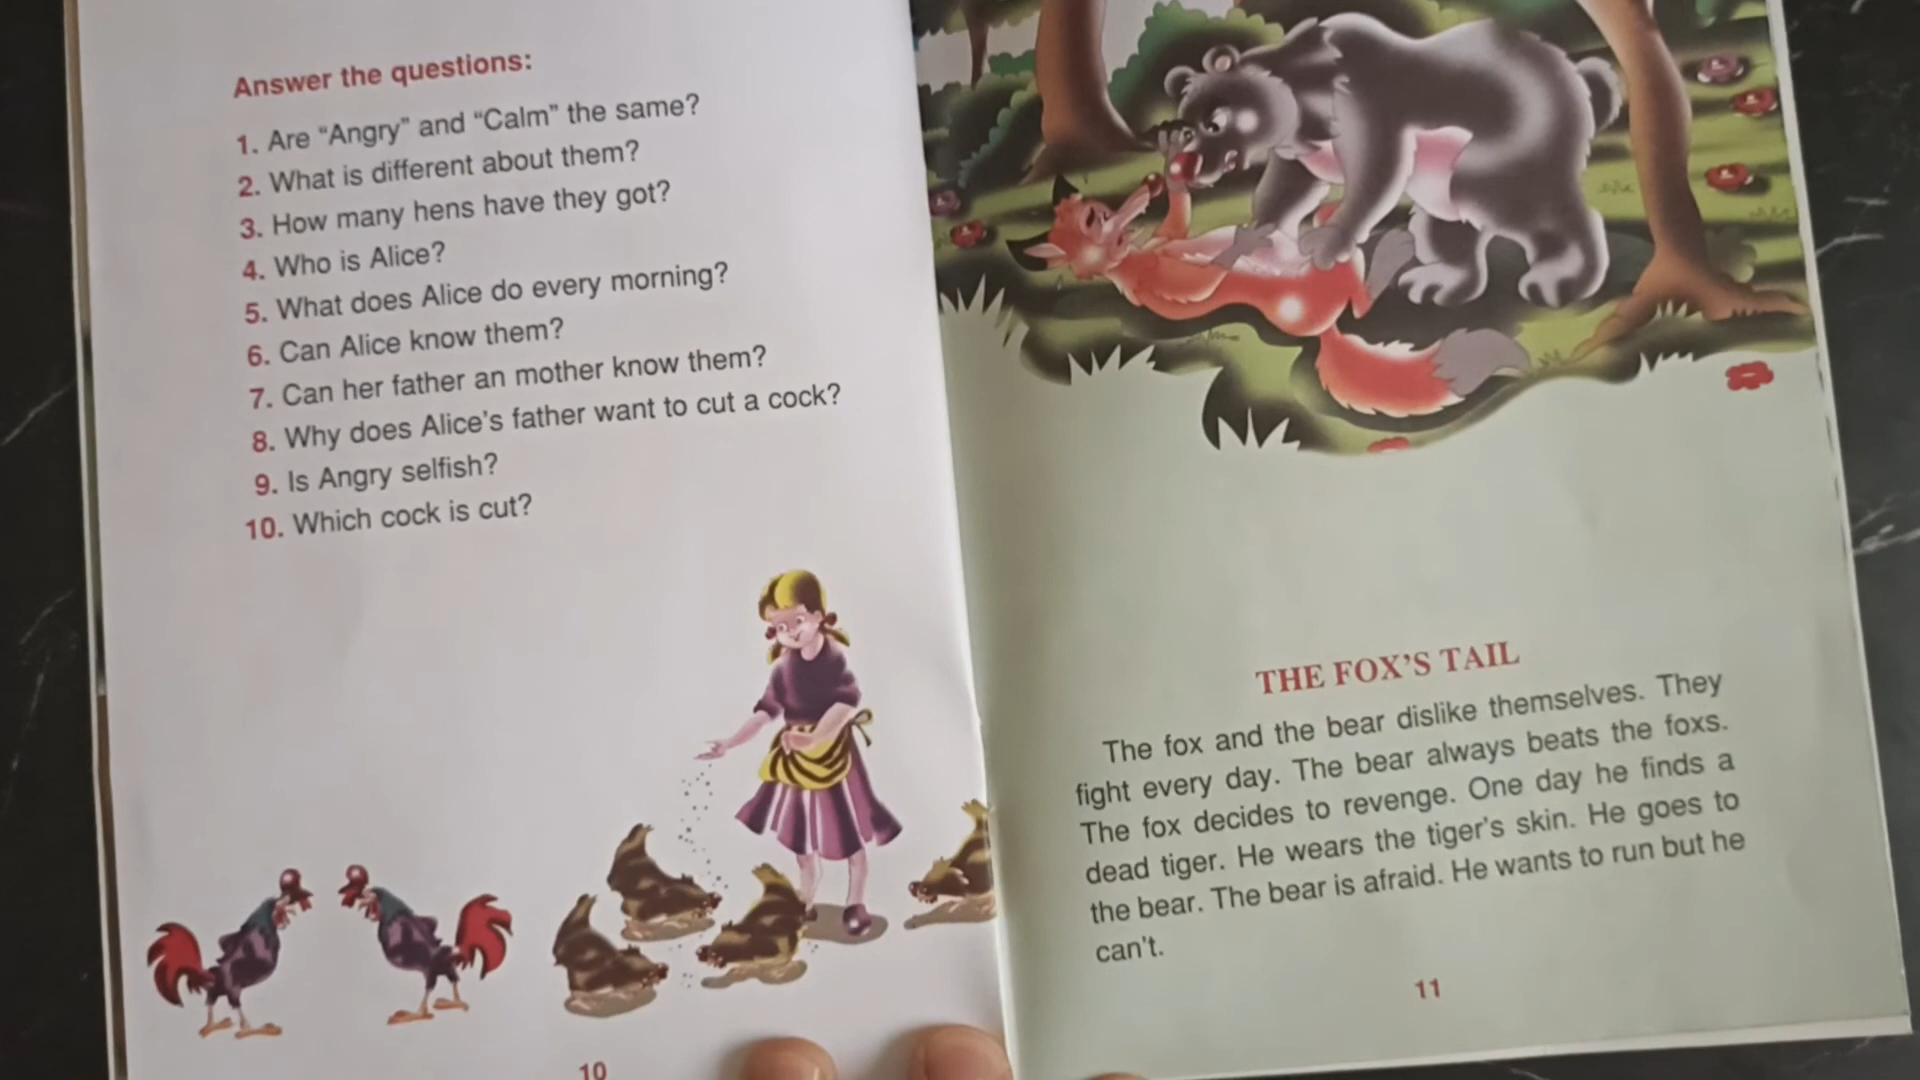 Answer the questions:
1. Are “Angry” and “Calm” the same?
2. What is different about them?
3. How many hens have they got?
4. Who is Alice?
5. What does Alice do every morning?
6. Can Alice know them?
7. Can her father an mother know them?
8. Why does Alice’s father want to cut a cock?
9. Is Angry selfish?
10. Which cock is cut?
10
THE FOX’S TAIL
The fox and the bear dislike themselves. They
fight every day. The bear always beats the foxs.
The fox decides to revenge. One day he finds a
dead tiger. He wears the tiger's skin. He goes to
the bear. The bear is afraid. He wants to run but he
can't.
11